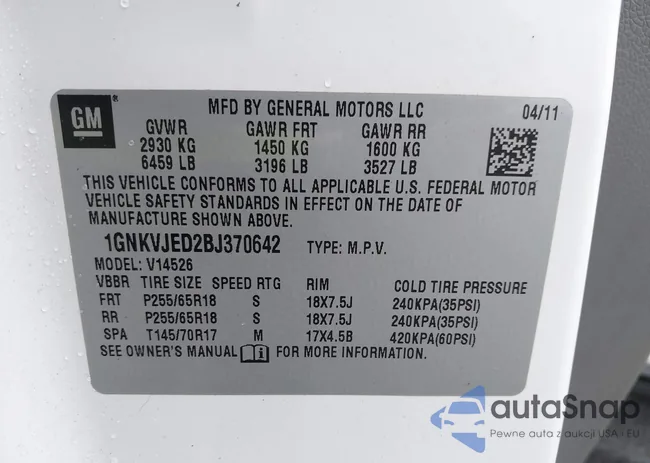 GM
MFD BY GENERAL MOTORS LLC 04/11
GVWR GAWR FRT GAWR RR
2930 KG 1450 KG 1600 KG
6459 LB 3196 LB 3527 LB
THIS VEHICLE CONFORMS TO ALL APPLICABLE U.S. FEDERAL MOTOR
VEHICLE SAFETY STANDARDS IN EFFECT ON THE DATE OF
MANUFACTURE SHOWN ABOVE.
1GNKVJED2BJ370642 TYPE: M.P.V.
MODEL: V14526
VBBR TIRE SIZE SPEED RTG RIM COLD TIRE PRESSURE
FRT P255/65R18 S 18X7.5J 240KPA(35PSI)
RR P255/65R18 S 18X7.5J 240KPA(35PSI)
SPA T145/70R17 M 17X4.5B 420KPA(60PSI)
SEE OWNER'S MANUAL FOR MORE INFORMATION.
autaSnap
Pewne auta z aukcji USA - EU